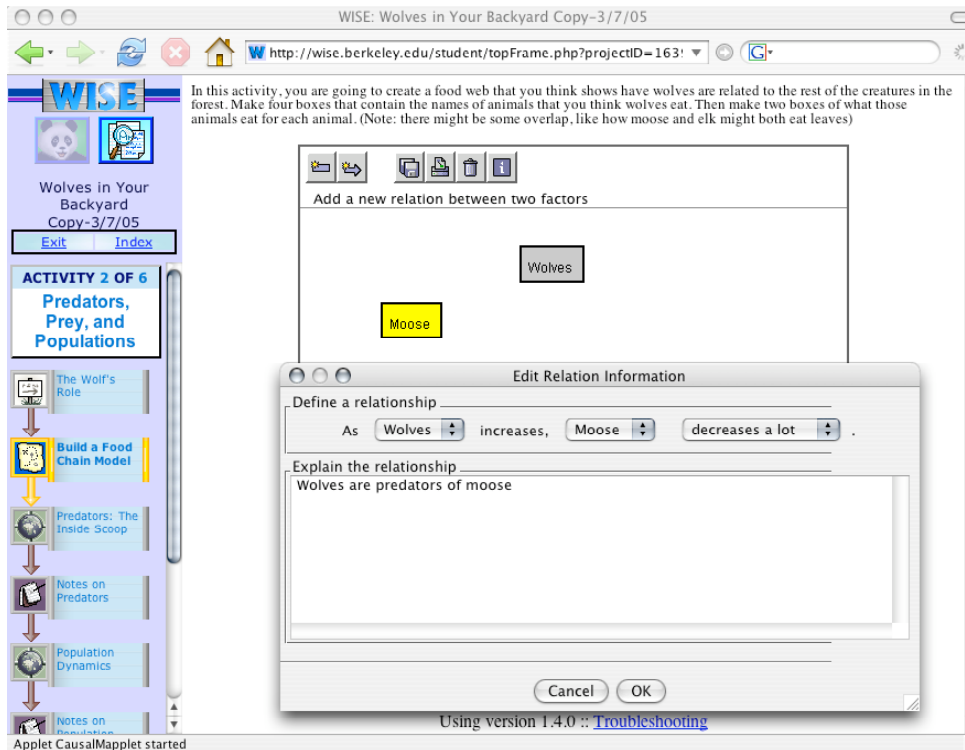 WISE: Wolves in Your Backyard Copy-3/7/05
W http://wise.berkeley.edu/student/topFrame.php?projectID=163
G
WISE
Wolves in Your
Backyard
Copy-3/7/05
Exit Index
ACTIVITY 2 OF 6
Predators,
Prey, and
Populations
The Wolf's
Role
Build a Food
Chain Model
Predators: The
Inside Scoop
Notes on
Predators
Population
Dynamics
Notes on
Population
In this activity, you are going to create a food web that you think shows have wolves are related to the rest of the creatures in the
forest. Make four boxes that contain the names of animals that you think wolves eat. Then make two boxes of what those
animals eat for each animal. (Note: there might be some overlap, like how moose and elk might both eat leaves)
Add a new relation between two factors
Wolves
Moose
Edit Relation Information
Define a relationship
As Wolves increases, Moose decreases a lot .
Explain the relationship
Wolves are predators of moose
Cancel OK
Using version 1.4.0 :: Troubleshooting
Applet CausalMapplet started